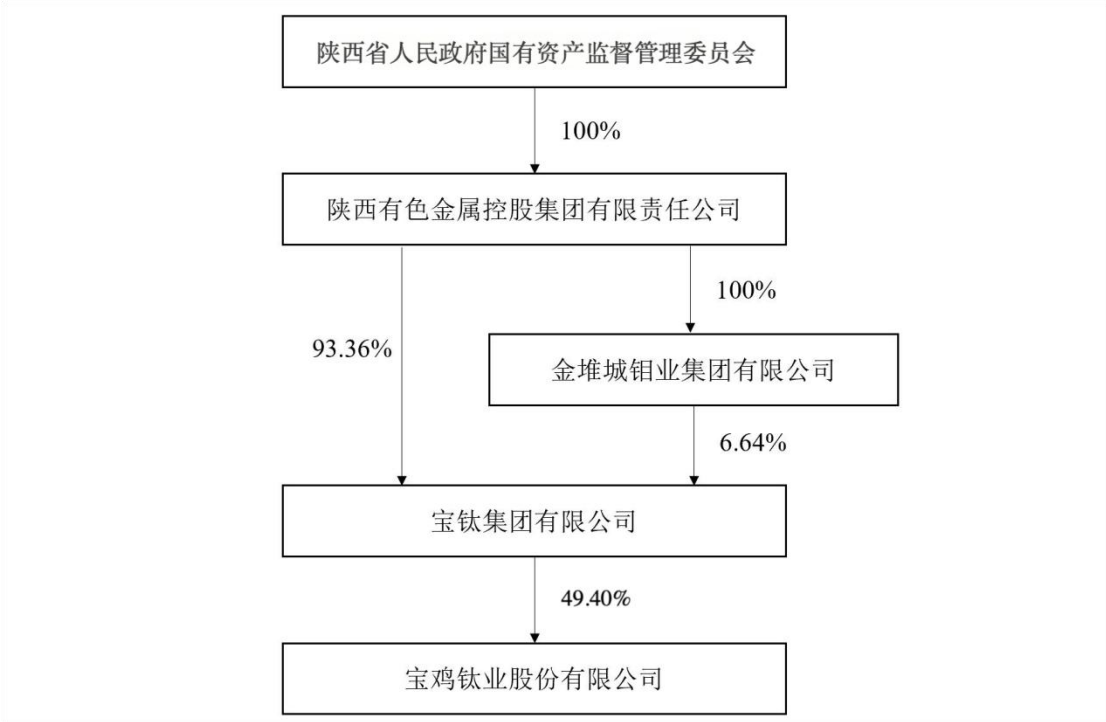 陕西省人民政府国有资产监督管理委员会
100%
陕西有色金属控股集团有限责任公司
100%
93.36%
金堆城钼业集团有限公司
6.64%
宝钛集团有限公司
49.40%
宝鸡钛业股份有限公司